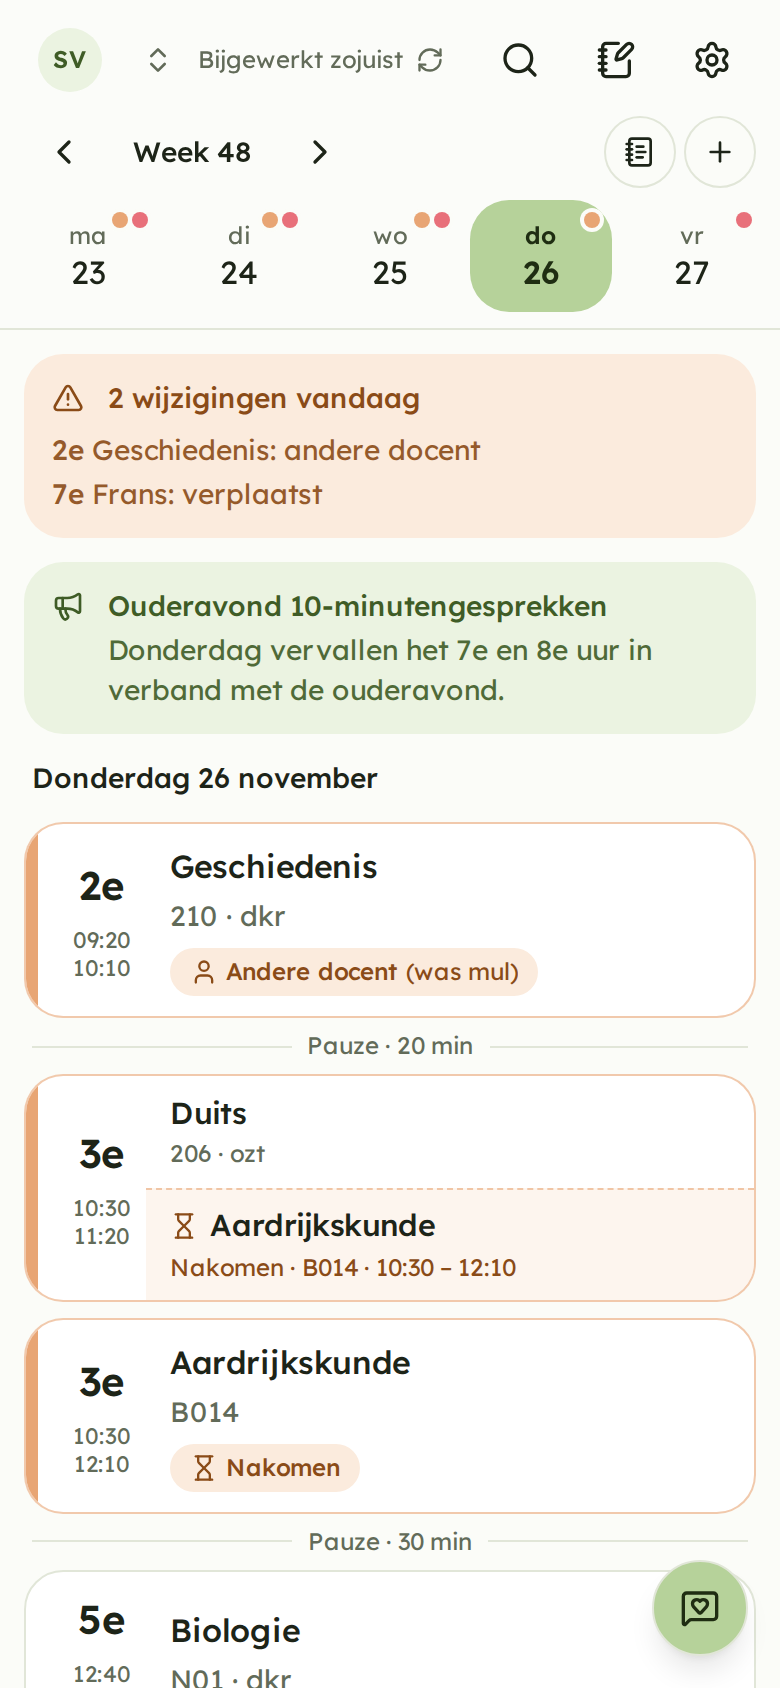 SV
Bijgewerkt zojuist
Week 48
ma
23
di
24
wo
25
do
26
vr
27
2 wijzigingen vandaag
2e Geschiedenis: andere docent
7e Frans: verplaatst
Ouderavond 10-minutengesprekken
Donderdag vervallen het 7e en 8e uur in
verband met de ouderavond.
Donderdag 26 november
2e
09:20
10:10
Geschiedenis
210 · dkr
Andere docent (was mul)
Pauze · 20 min
3e
10:30
11:20
Duits
206 · ozt
Aardrijkskunde
Nakomen · B014 · 10:30 – 12:10
3e
10:30
12:10
Aardrijkskunde
B014
Nakomen
Pauze · 30 min
5e
12:40
Biologie
N01 · dkr